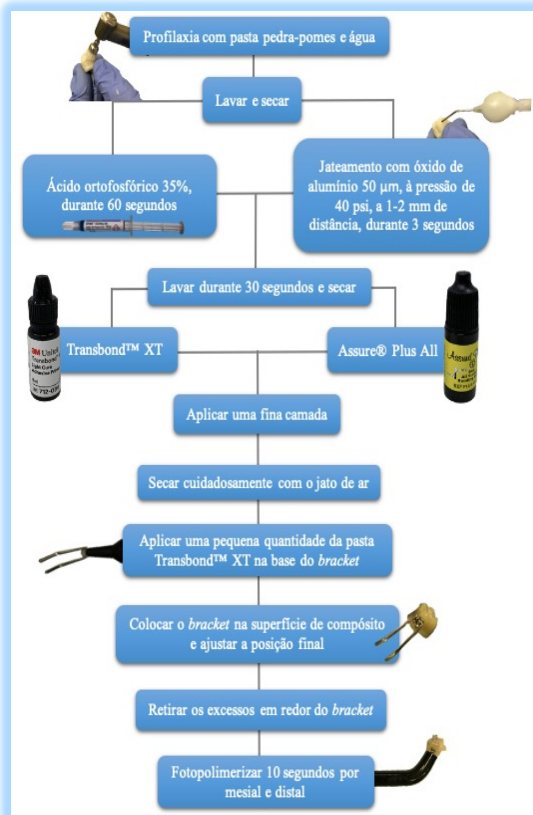 Profilaxia com pasta pedra-pomes e água
Lavar e secar
Ácido ortofosfórico 35%,
durante 60 segundos
Jateamento com óxido de
alumínio 50 µm, à pressão de
40 psi, a 1-2 mm de
distância, durante 3 segundos
Lavar durante 30 segundos e secar
3M Unitek
Transbond™ XT
Assure® Plus All
Aplicar uma fina camada
Secar cuidadosamente com o jato de ar
Aplicar uma pequena quantidade da pasta
Transbond™ XT na base do bracket
Colocar o bracket na superfície de compósito
e ajustar a posição final
Retirar os excessos em redor do bracket
Fotopolimerizar 10 segundos por
mesial e distal